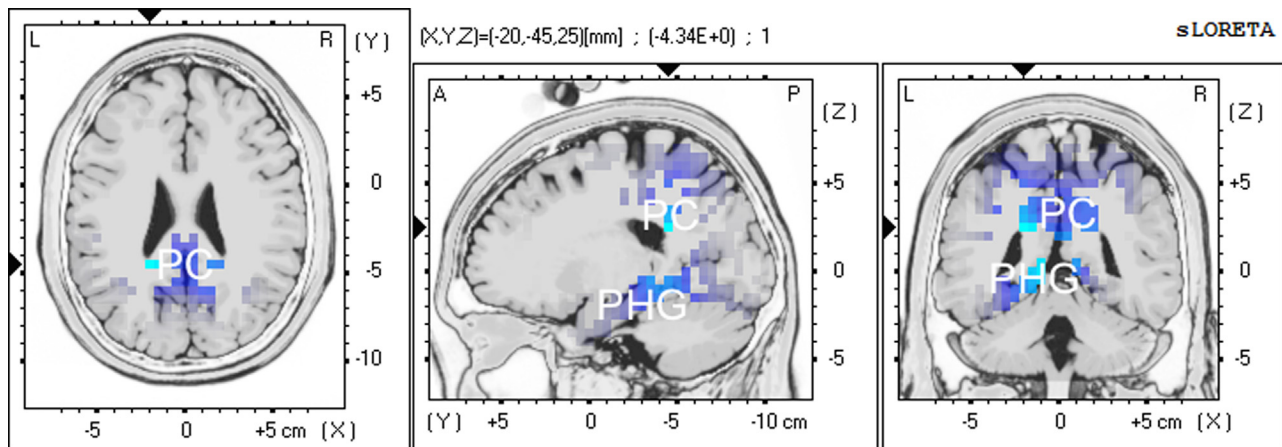 (X,Y,Z)=(-20,-45,25)[mm] ; (-4.34E+0) ; 1
sLORETA
L R (Y)
+5
0
PC
-5
-10
-5 0 +5 cm (X)
A P (Z)
+5
PC
0
PHG
-5
(Y) +5 0 -5 -10 cm
L R (Z)
+5
PC
0
PHG
-5
-5 0 +5 cm (X)